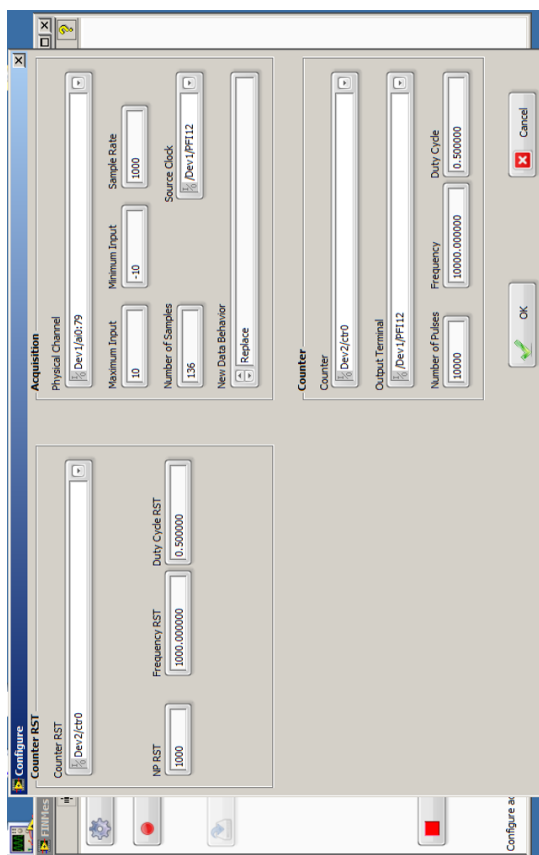 FINMes
Configure
Counter RST
Counter RST
Dev2/ctr0
NP RST
1000
Frequency RST
1000.000000
Duty Cycle RST
0.500000
Acquisition
Physical Channel
Dev1/ai0:79
Maximum Input
10
Minimum Input
-10
Sample Rate
1000
Number of Samples
136
Source Clock
/Dev1/PFI12
New Data Behavior
Replace
Counter
Counter
Dev2/ctr0
Output Terminal
/Dev1/PFI12
Number of Pulses
10000
Frequency
10000.000000
Duty Cycle
0.500000
OK
Cancel
Configure